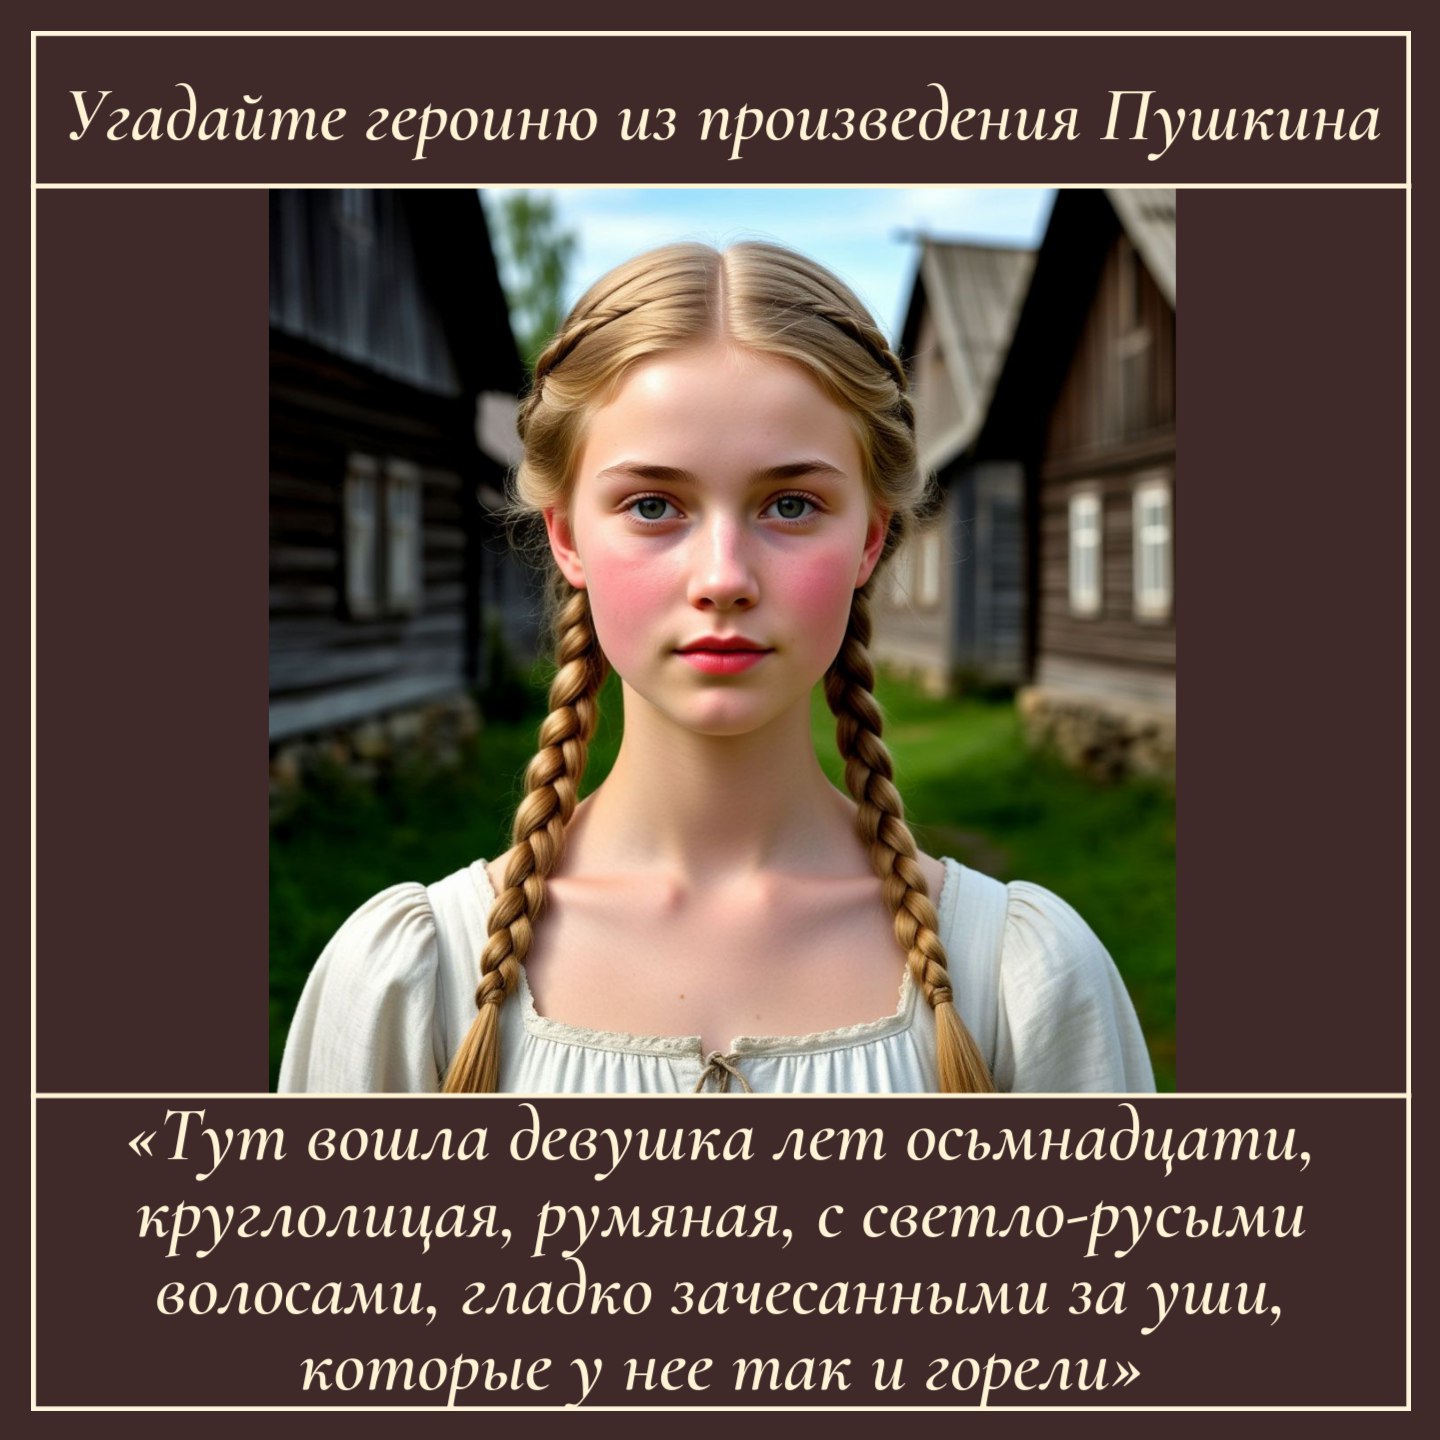 Угадайте героиню из произведения Пушкина
«Тут вошла девушка лет осьмнадцати,
круглолицая, румяная, с светло-русыми
волосами, гладко зачесанными за уши,
которые у нее так и горели»